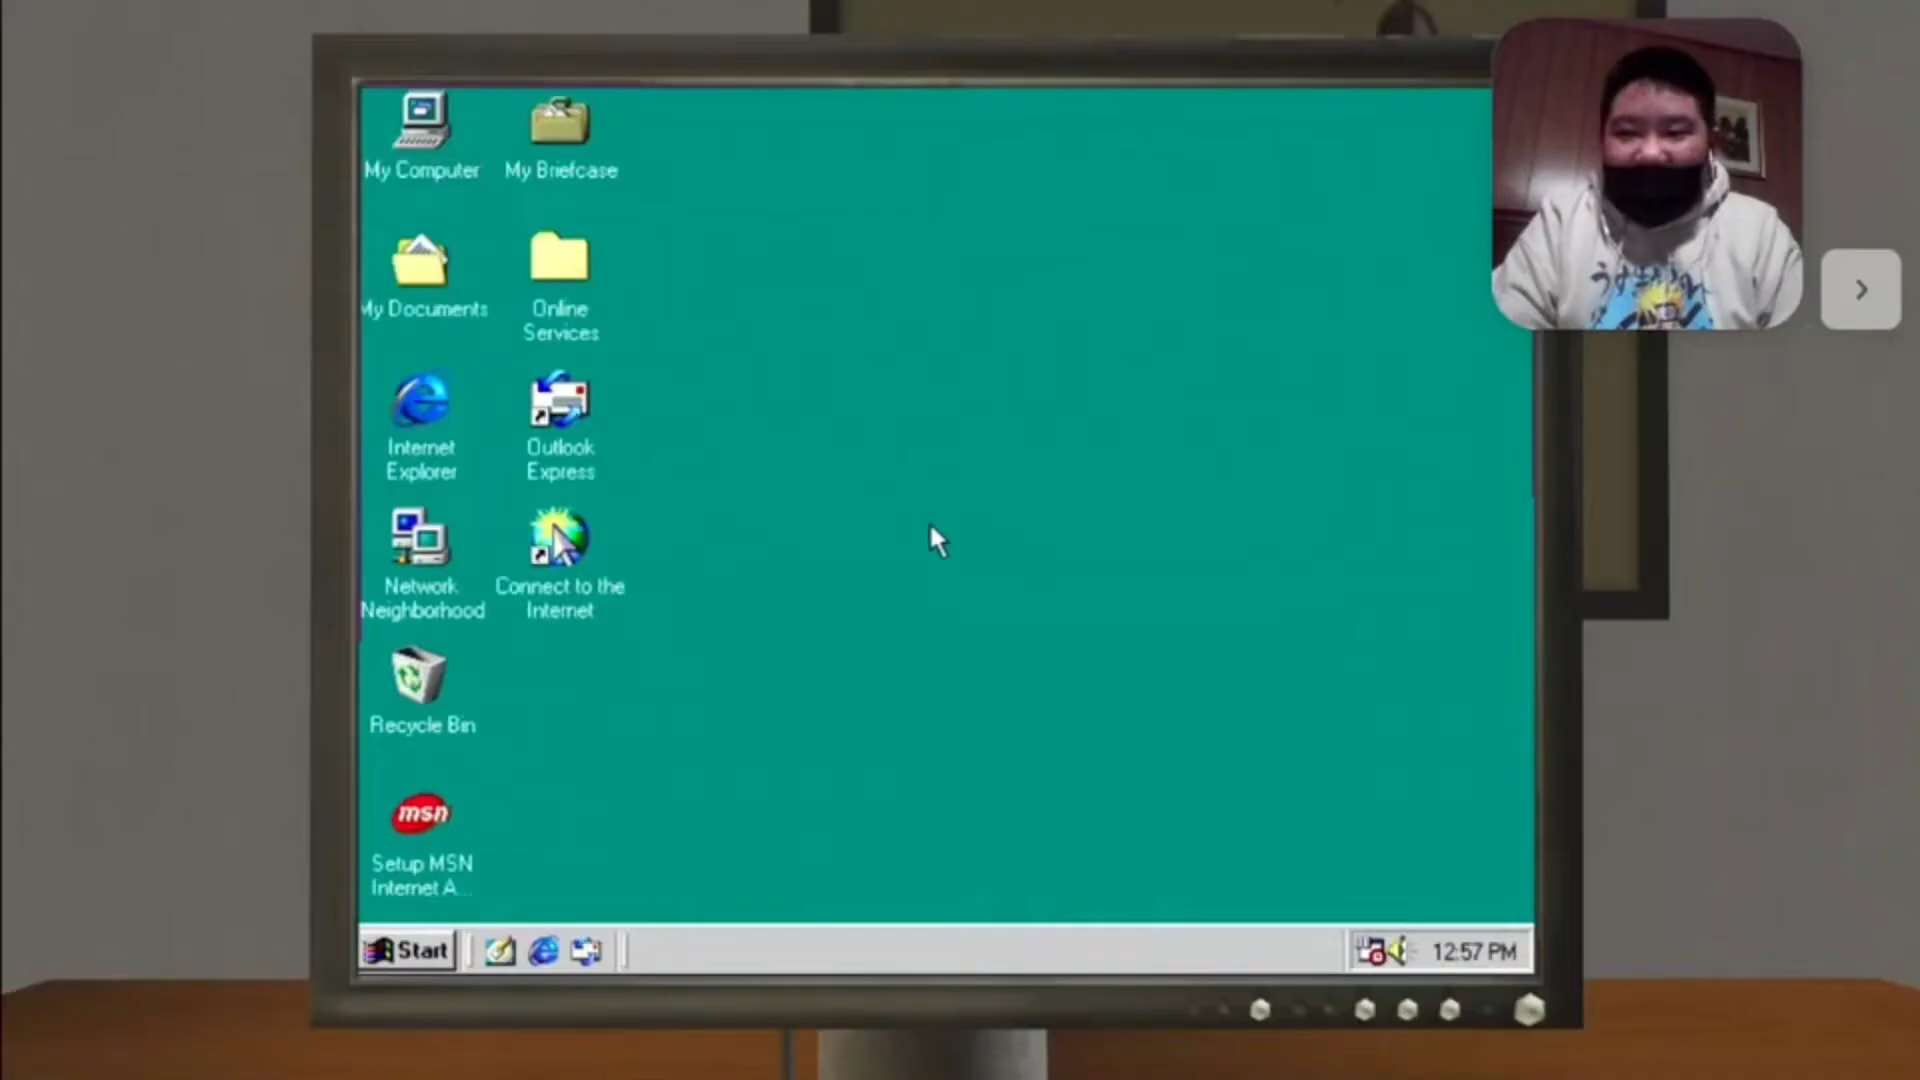 My Computer
My Briefcase
My Documents
Online
Services
Internet
Explorer
Outlook
Express
Network
Neighborhood
Connect to the
Internet
Recycle Bin
msn
Setup MSN
Internet A...
Start
12:57 PM